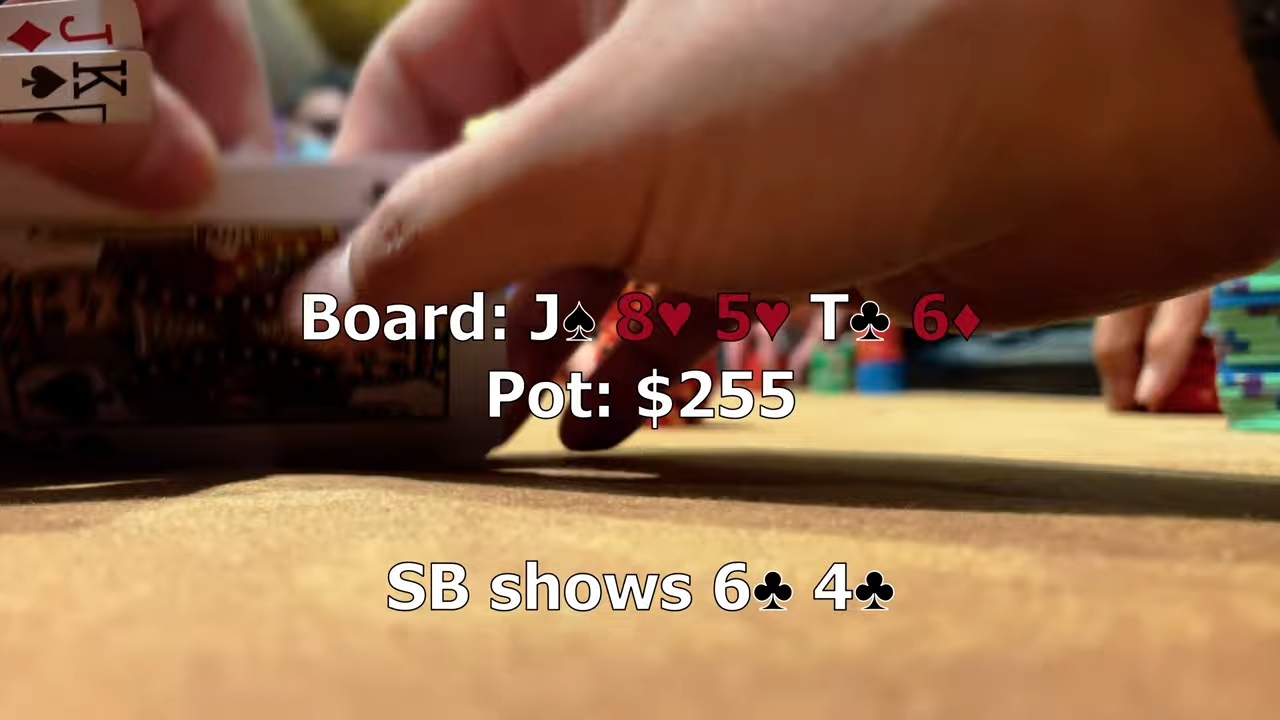 J♦
K♠
Board: J♠ 8♥ 5♥ T♣ 6♦
Pot: $255
SB shows 6♣ 4♣